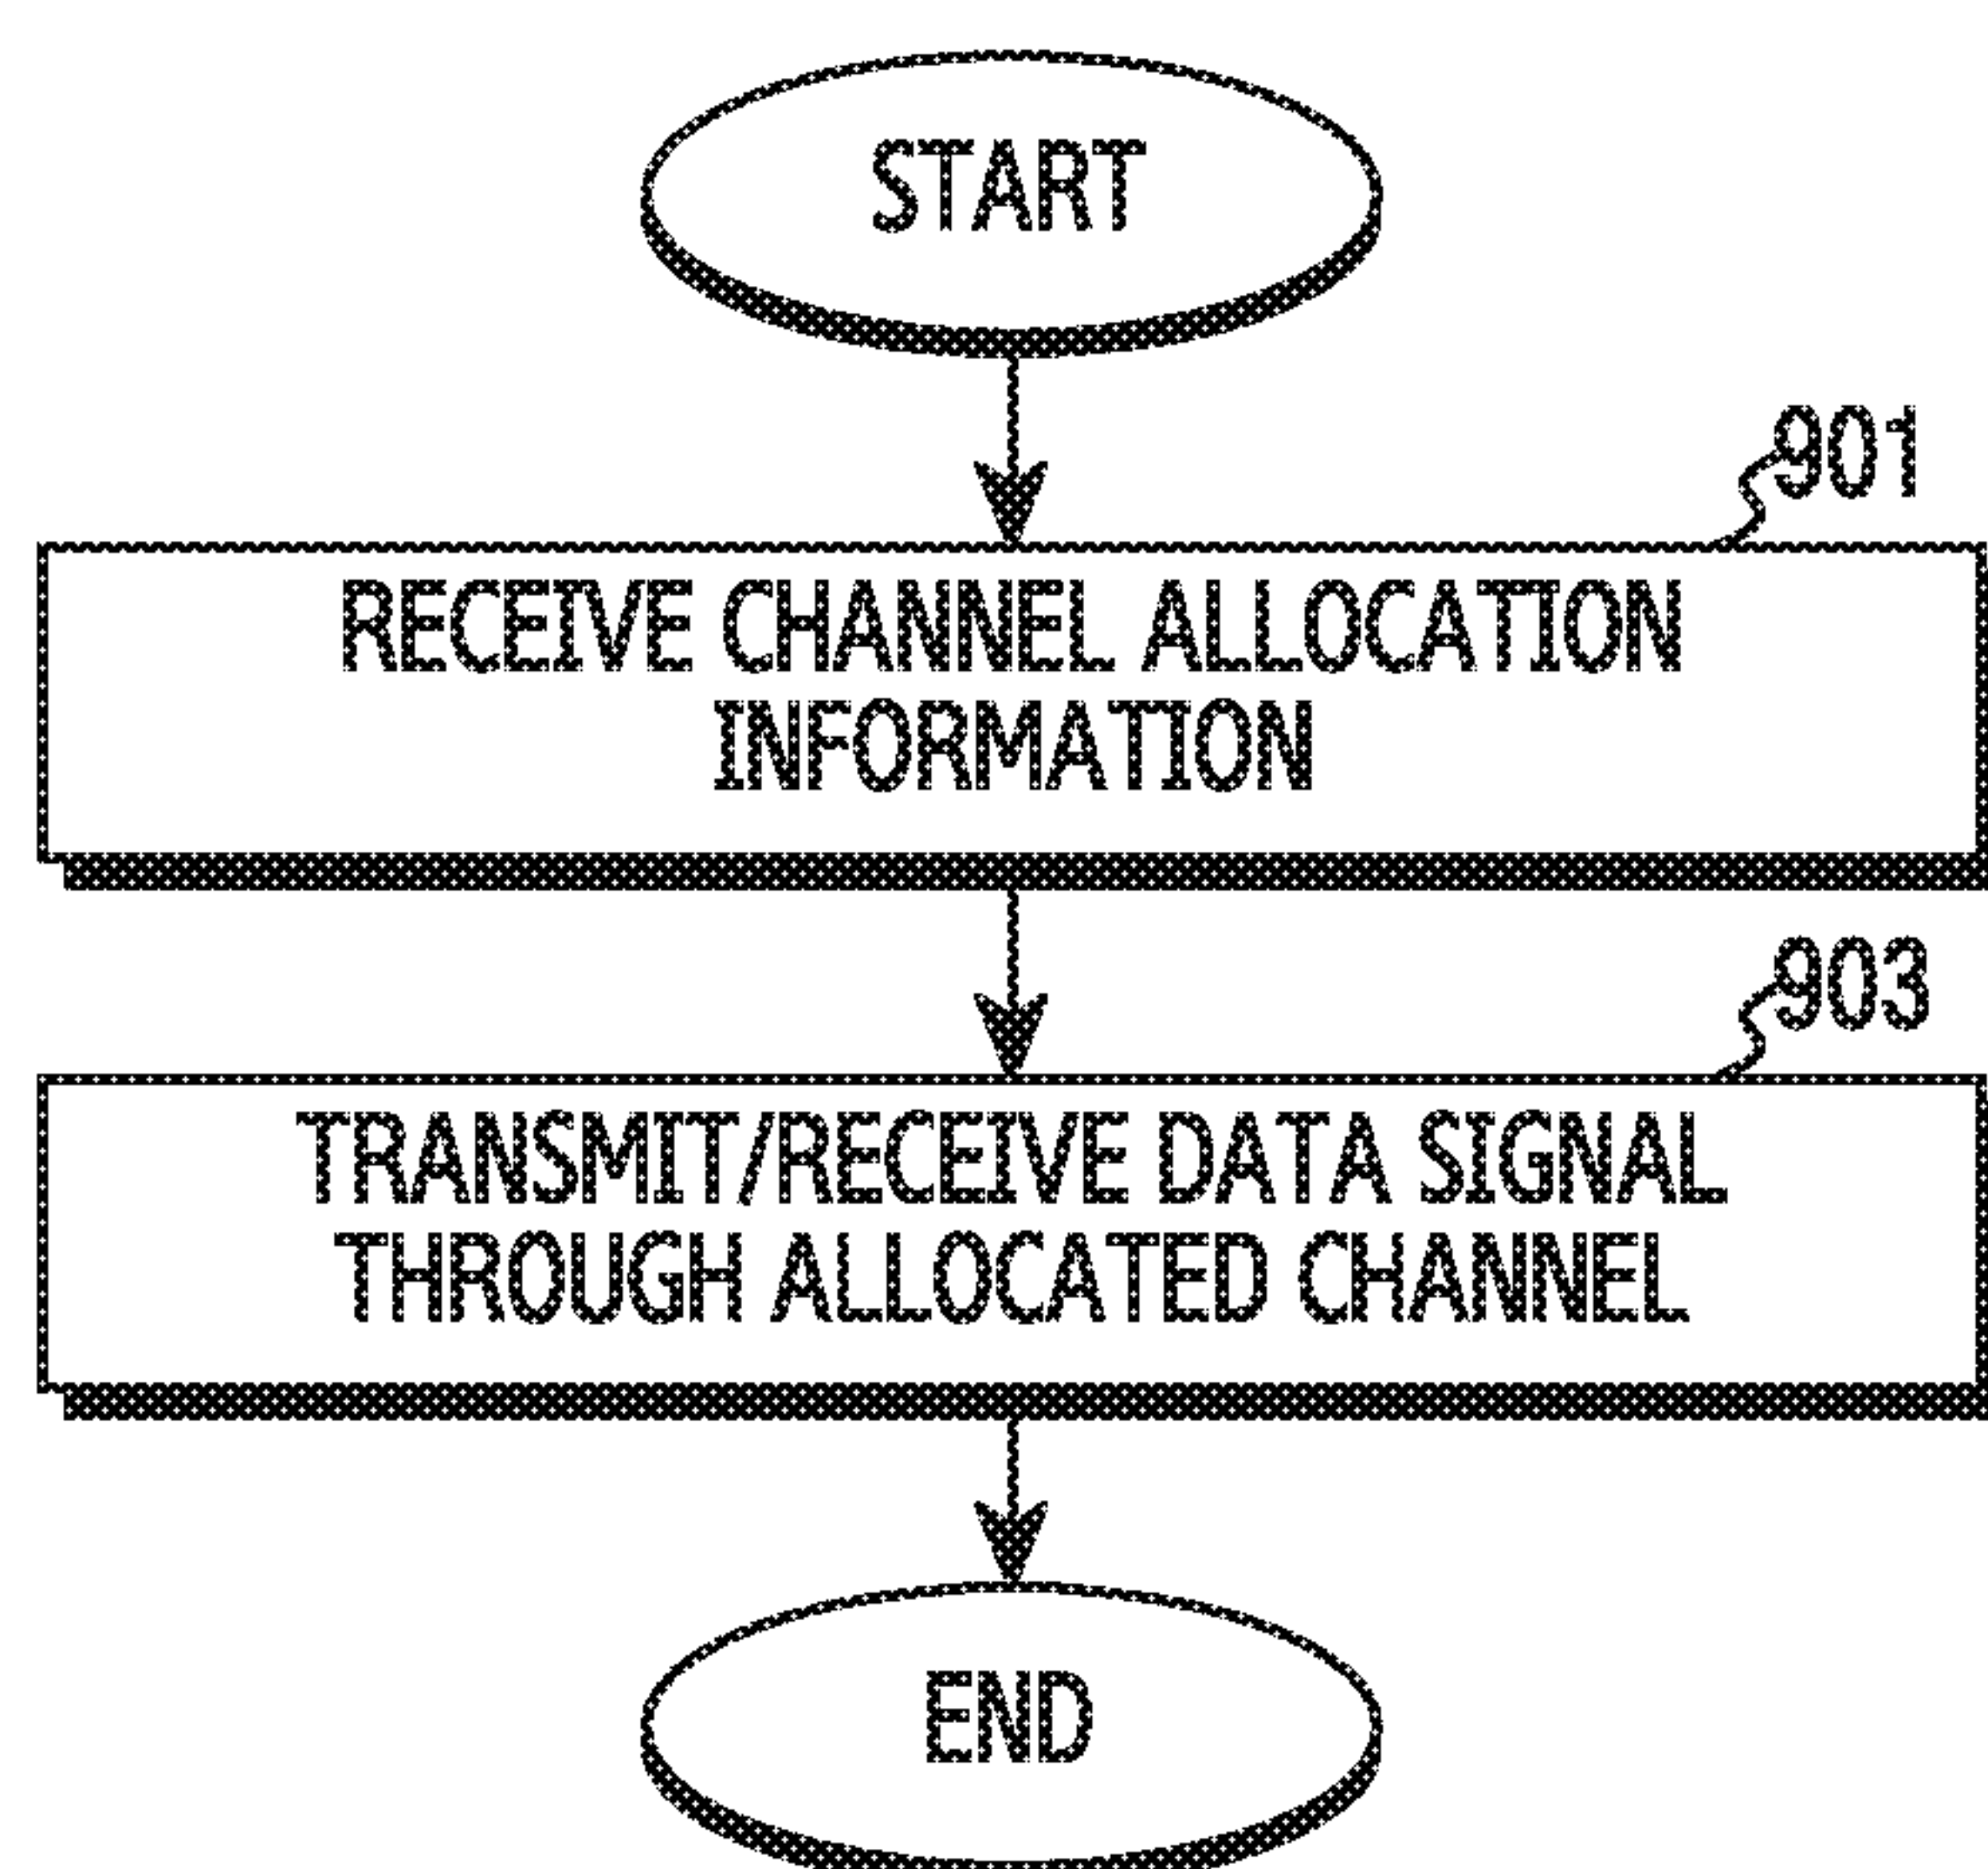 START
901
RECEIVE CHANNEL ALLOCATION
INFORMATION
903
TRANSMIT/RECEIVE DATA SIGNAL
THROUGH ALLOCATED CHANNEL
END